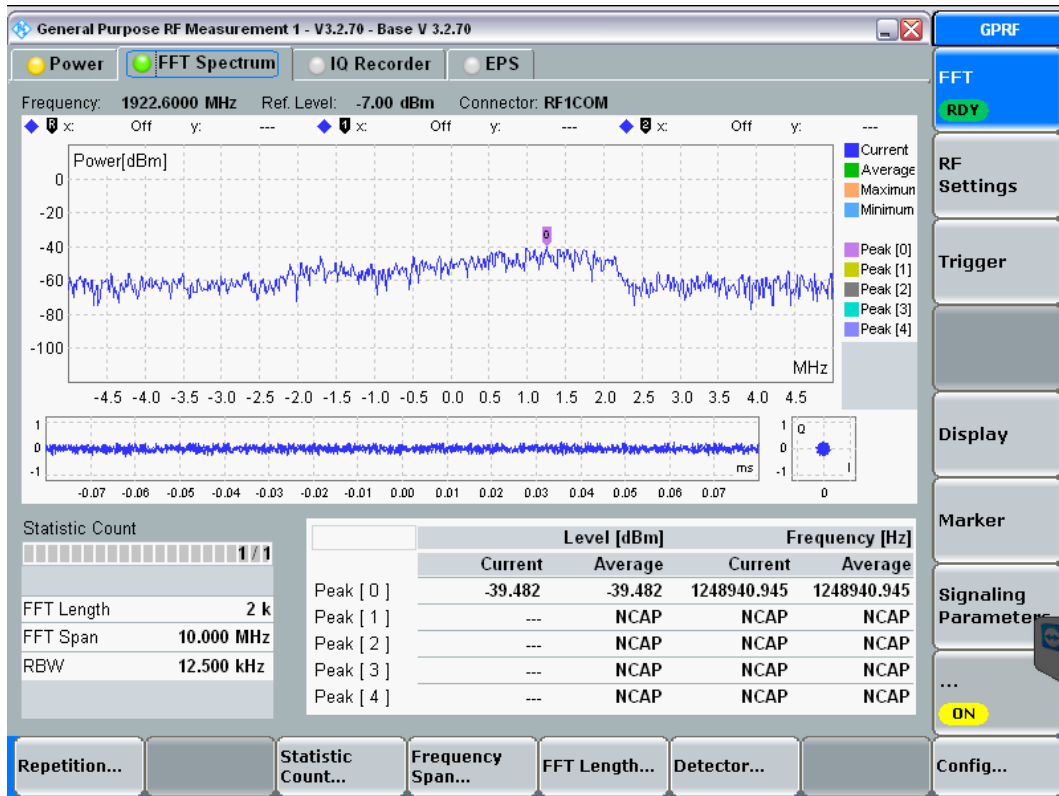 General Purpose RF Measurement 1 - V3.2.70 - Base V 3.2.70
GPRF
Power FFT Spectrum IQ Recorder EPS
FFT
RDY
Frequency: 1922.6000 MHz Ref. Level: -7.00 dBm Connector: RF1COM
R x: Off y: --- 1 x: Off y: --- 2 x: Off y: ---
Power[dBm]
0
-20
-40
-60
-80
-100
0
MHz
-4.5 -4.0 -3.5 -3.0 -2.5 -2.0 -1.5 -1.0 -0.5 0.0 0.5 1.0 1.5 2.0 2.5 3.0 3.5 4.0 4.5
Current
Average
Maximun
Minimum
Peak [0]
Peak [1]
Peak [2]
Peak [3]
Peak [4]
1
0
-1
ms
-0.07 -0.06 -0.05 -0.04 -0.03 -0.02 -0.01 0.00 0.01 0.02 0.03 0.04 0.05 0.06 0.07
1
0
-1
Q
I
0
Statistic Count
1 / 1
FFT Length 2 k
FFT Span 10.000 MHz
RBW 12.500 kHz
Level [dBm] Frequency [Hz]
Current Average Current Average
Peak [ 0 ] -39.482 -39.482 1248940.945 1248940.945
Peak [ 1 ] --- NCAP NCAP NCAP
Peak [ 2 ] --- NCAP NCAP NCAP
Peak [ 3 ] --- NCAP NCAP NCAP
Peak [ 4 ] --- NCAP NCAP NCAP
RF
Settings
Trigger
Display
Marker
Signaling
Parameters
...
ON
Repetition...
Statistic
Count...
Frequency
Span...
FFT Length...
Detector...
Config...